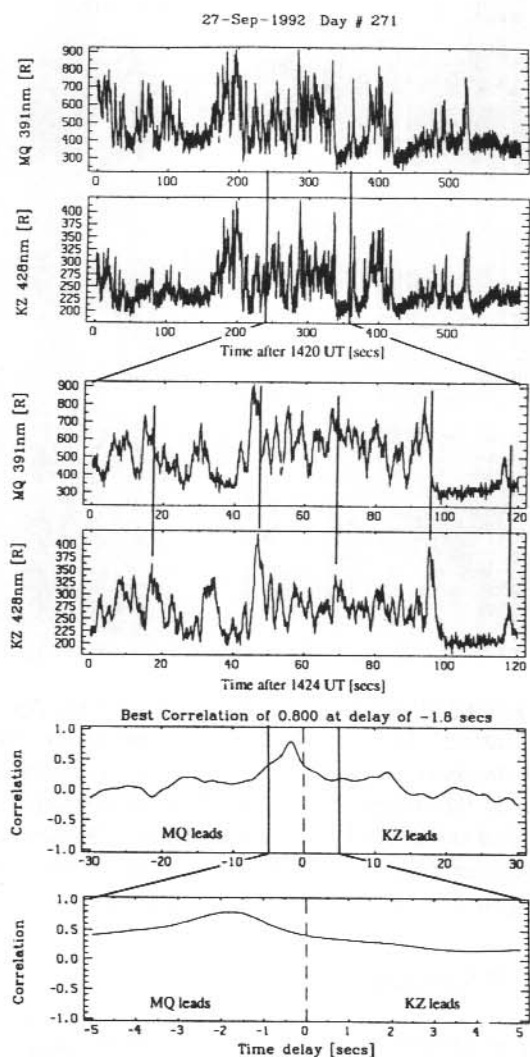 27-Sep-1992 Day # 271
MQ 391nm [R]
900
800
700
600
500
400
300
0 100 200 300 400 500
KZ 428nm [R]
400
375
350
325
300
275
250
225
200
0 100 200 300 400 500
Time after 1420 UT [secs]
MQ 391nm [R]
900
800
700
600
500
400
300
0 20 40 60 80 100 120
KZ 428nm [R]
425
400
375
350
325
300
275
250
225
200
0 20 40 60 80 100 120
Time after 1424 UT [secs]
Best Correlation of 0.800 at delay of -1.8 secs
Correlation
1.0
0.5
0.0
-0.5
-1.0
MQ leads KZ leads
-30 -20 -10 0 10 20 30
Correlation
1.0
0.5
0.0
-1.0
MQ leads KZ leads
-5 -4 -3 -2 -1 0 1 2 3 4 5
Time delay [secs]